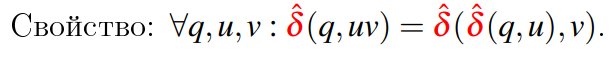 Свойство: ∀q, u, v : δ̂(q, uv) = δ̂(δ̂(q, u), v).